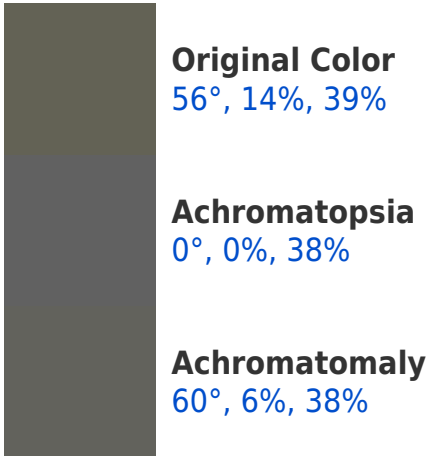 Original Color
56°, 14%, 39%
Achromatopsia
0°, 0%, 38%
Achromatomaly
60°, 6%, 38%